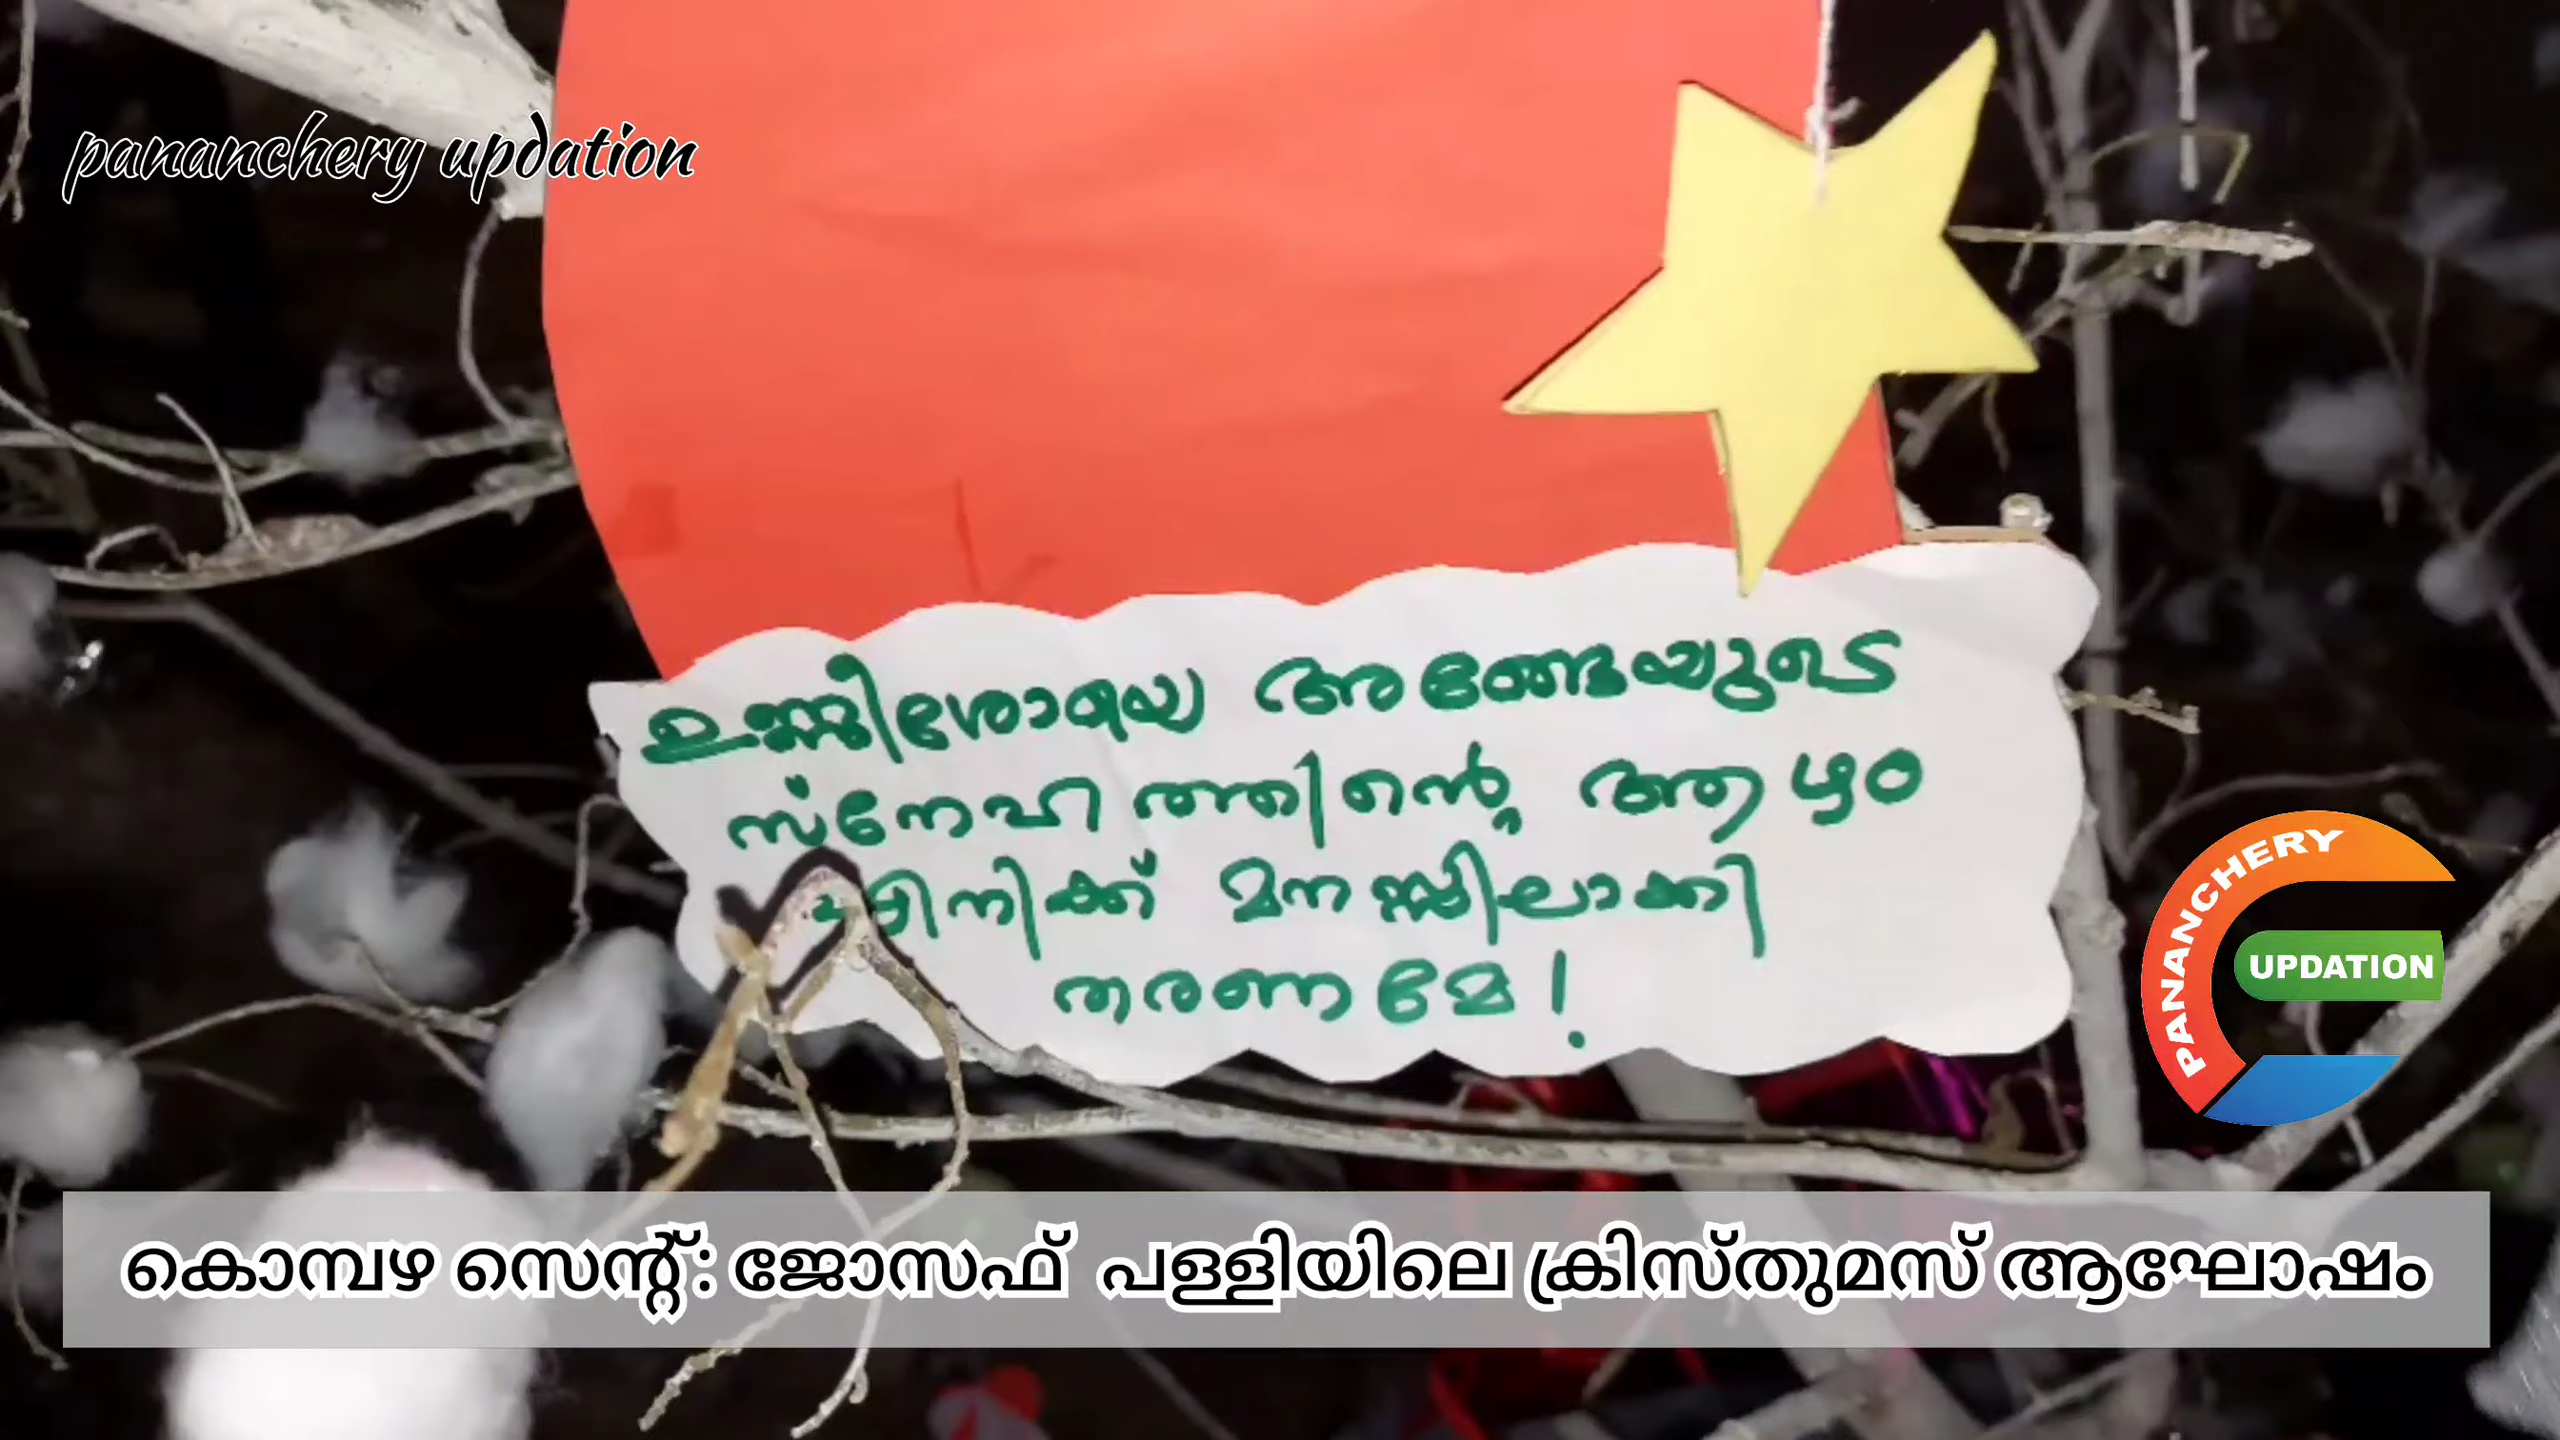 pananchery updation
ഉണ്ണീശോയെ അങ്ങേയുടെ
സ്നേഹത്തിന്റെ ആഴം
എനിക്ക് മനസ്സിലാക്കി
തരണമേ!
PANANCHERY
UPDATION
കൊമ്പഴ സെന്റ്: ജോസഫ് പള്ളിയിലെ ക്രിസ്തുമസ് ആഘോഷം